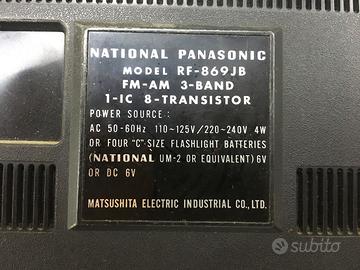 NATIONAL PANASONIC
MODEL RF-869JB
FM-AM 3-BAND
1-IC 8-TRANSISTOR
POWER SOURCE:
AC 50-60Hz 110~125V/220~240V 4W
OR FOUR "C"-SIZE FLASHLIGHT BATTERIES
(NATIONAL UM-2 OR EQUIVALENT) 6V
OR DC 6V
MATSUSHITA ELECTRIC INDUSTRIAL CO., LTD.
subito